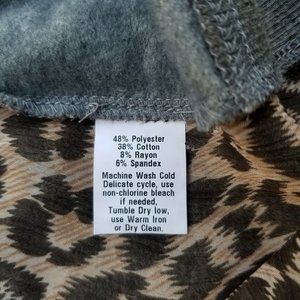 48% Polyester
38% Cotton
8% Rayon
6% Spandex
Machine Wash Cold
Delicate cycle, use
non-chlorine bleach
if needed,
Tumble Dry low,
use Warm Iron
or Dry Clean.